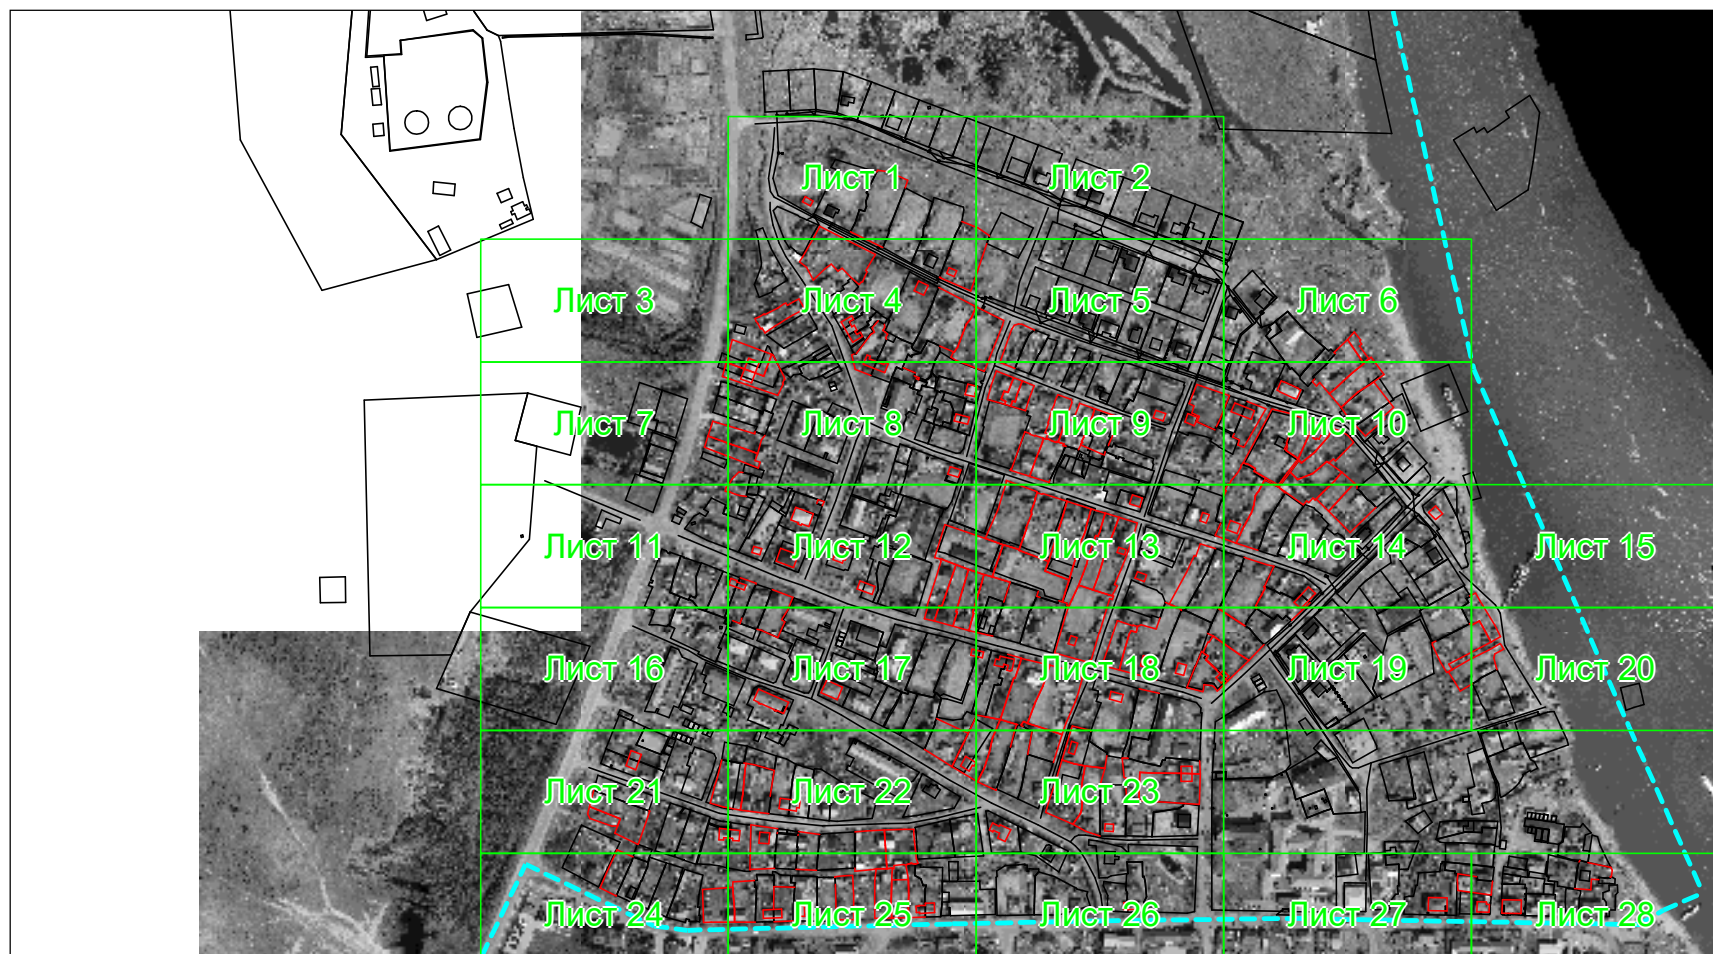 Лист 1
Лист 2
Лист 3
Лист 4
Лист 5
Лист 6
Лист 7
Лист 8
Лист 9
Лист 10
Лист 11
Лист 12
Лист 13
Лист 14
Лист 15
Лист 16
Лист 17
Лист 18
Лист 19
Лист 20
Лист 21
Лист 22
Лист 23
Лист 24
Лист 25
Лист 26
Лист 27
Лист 28